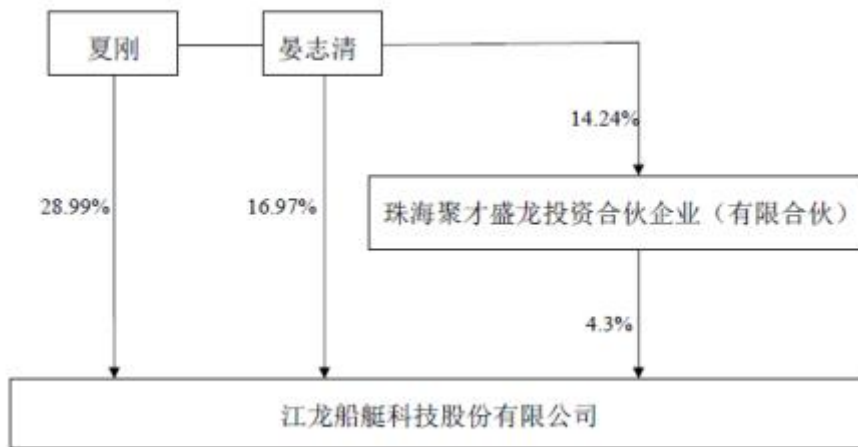 夏刚
晏志清
14.24%
珠海聚才盛龙投资合伙企业（有限合伙）
28.99%
16.97%
4.3%
江龙船艇科技股份有限公司